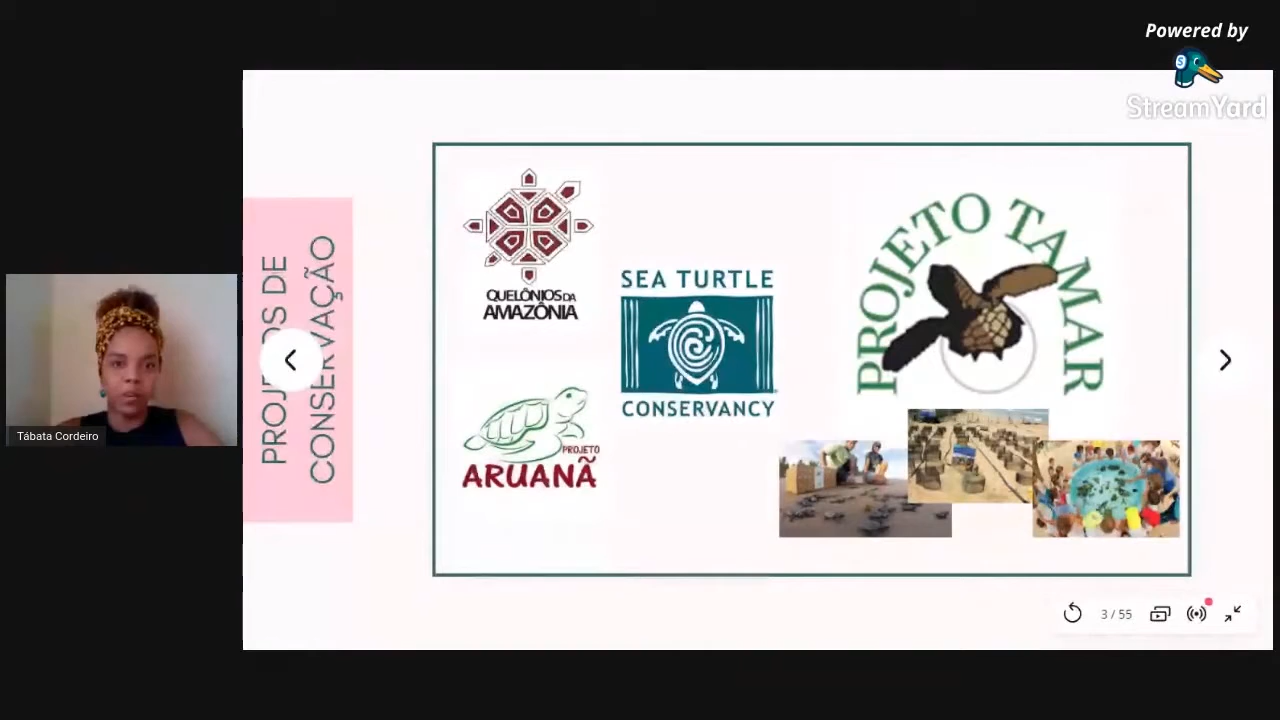 Powered by
StreamYard
PROJETOS DE
CONSERVAÇÃO
QUELÔNIOS DA
AMAZÔNIA
SEA TURTLE
CONSERVANCY
PROJETO TAMAR
PROJETO
ARUANÃ
Tábata Cordeiro
3 / 55